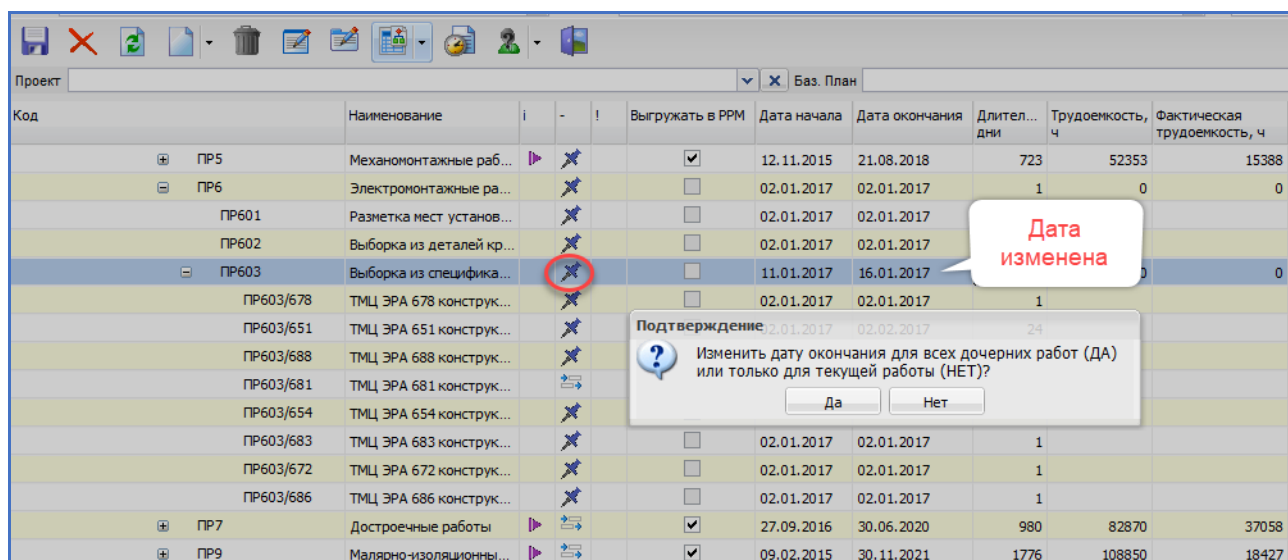 Проект Баз. План
Код Наименование i - ! Выгружать в PPM Дата начала Дата окончания Длител... дни Трудоемкость, ч Фактическая трудоемкость, ч
ПР5 Механомонтажные раб... 12.11.2015 21.08.2018 723 52353 15388
ПР6 Электромонтажные ра... 02.01.2017 02.01.2017 1 0 0
ПР601 Разметка мест установ... 02.01.2017 02.01.2017
ПР602 Выборка из деталей кр... 02.01.2017 02.01.2017
Дата
изменена
ПР603 Выборка из специфика... 11.01.2017 16.01.2017 0 0
ПР603/678 ТМЦ ЭРА 678 конструк... 02.01.2017 02.01.2017 1
ПР603/651 ТМЦ ЭРА 651 конструк... 02.01.2017 02.02.2017 24
Подтверждение
Изменить дату окончания для всех дочерних работ (ДА)
или только для текущей работы (НЕТ)?
Да Нет
ПР603/688 ТМЦ ЭРА 688 конструк...
ПР603/681 ТМЦ ЭРА 681 конструк...
ПР603/654 ТМЦ ЭРА 654 конструк...
ПР603/683 ТМЦ ЭРА 683 конструк... 02.01.2017 02.01.2017 1
ПР603/672 ТМЦ ЭРА 672 конструк... 02.01.2017 02.01.2017 1
ПР603/686 ТМЦ ЭРА 686 конструк... 02.01.2017 02.01.2017 1
ПР7 Достроечные работы 27.09.2016 30.06.2020 980 82870 37058
ПР9 Малярно-изоляционны... 09.02.2015 30.11.2021 1776 108850 18427